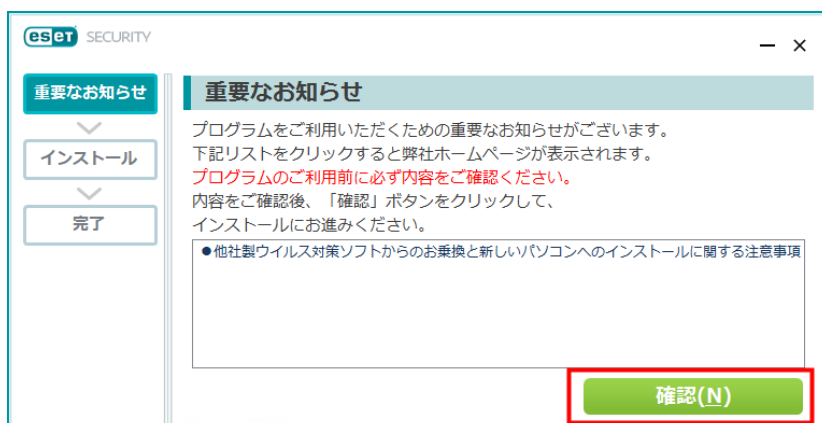 eset SECURITY
重要なお知らせ
インストール
完了
重要なお知らせ
プログラムをご利用いただくための重要なお知らせがございます。
下記リストをクリックすると弊社ホームページが表示されます。
プログラムのご利用前に必ず内容をご確認ください。
内容をご確認後、「確認」ボタンをクリックして、
インストールにお進みください。
●他社製ウイルス対策ソフトからのお乗換と新しいパソコンへのインストールに関する注意事項
確認(N)